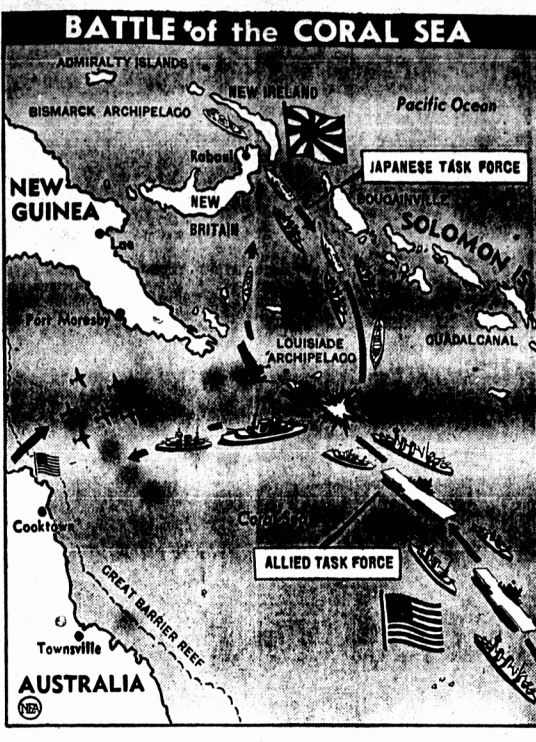 BATTLE of the CORAL SEA
ADMIRALTY ISLANDS
NEW IRELAND
BISMARCK ARCHIPELAGO
Pacific Ocean
Rabaul
JAPANESE TASK FORCE
NEW
GUINEA
NEW
BRITAIN
BOUGAINVILLE
SOLOMON IS
Lae
Port Moresby
LOUISIADE
ARCHIPELAGO
GUADALCANAL
Cooktown
Coral Sea
ALLIED TASK FORCE
GREAT BARRIER REEF
Townsville
AUSTRALIA
NEA